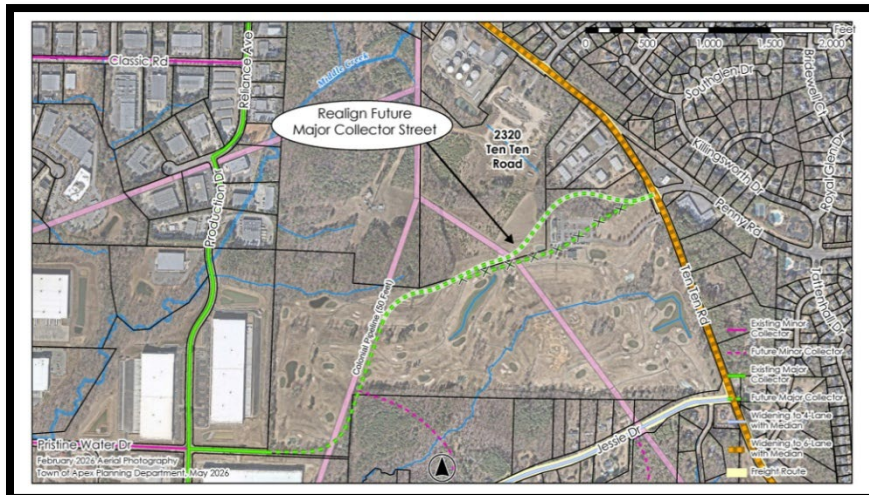 Feet
0 500 1,000 1,500 2,000
Classic Rd
Reliance Ave
Middle Creek
Southglen Dr
Bridewell Ct
Realign Future
Major Collector Street
2320
Ten Ten
Road
Killingsworth Dr
Royal Glen Dr
Penny Rd
Production Dr
Tattenhall Dr
Ten Ten Rd
Colonial Pipeline (50 Feet)
Existing Minor
Collector
Future Minor Collector
Existing Major
Collector
Future Major Collector
Widening to 4-Lane
with Median
Widening to 6-Lane
with Median
Freight Route
Jessie Dr
Pristine Water Dr
February 2026 Aerial Photography
Town of Apex Planning Department, May 2026